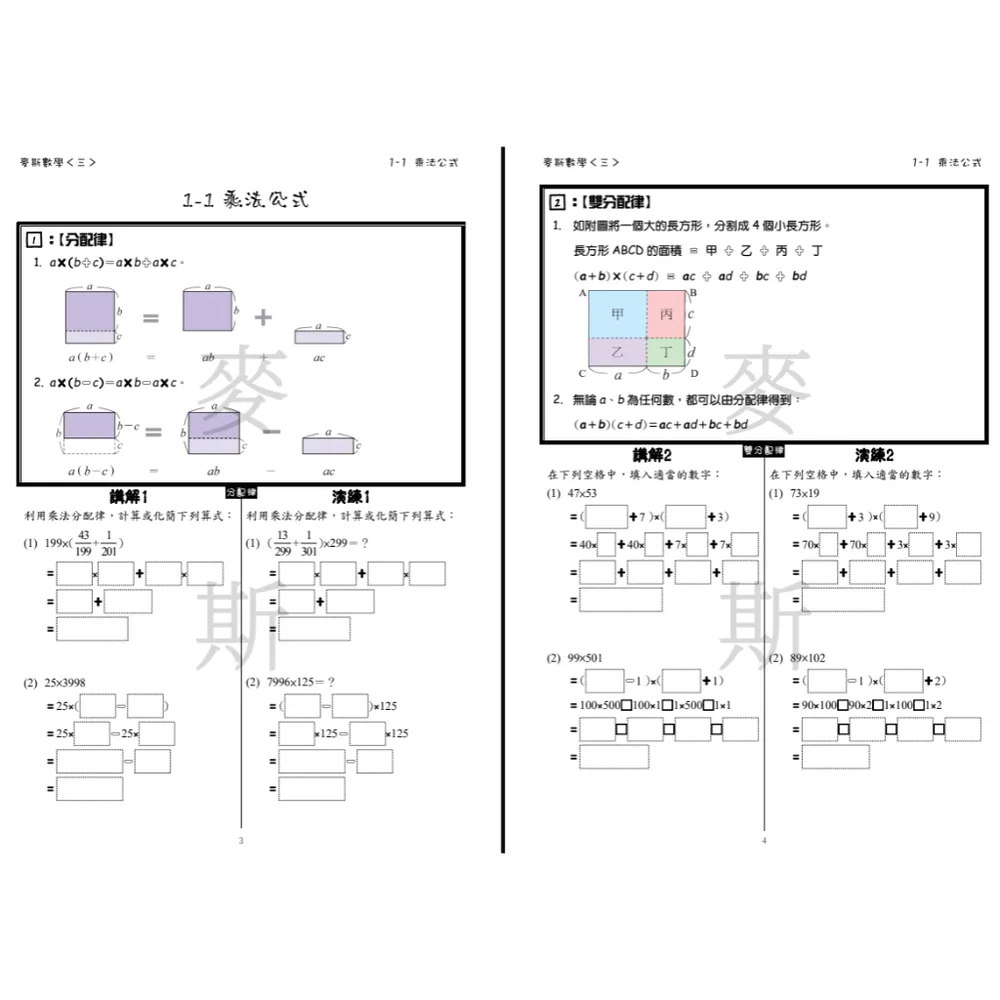 麥斯數學<三>
1-1 乘法公式
1-1 乘法公式
1:【分配律】
1. a×(b+c)=a×b+a×c。
a
b
c
=
a
b
+
a
c
a(b+c) = ab + ac
2. a×(b-c)=a×b-a×c。
a
b
b-c
c
=
a
b
c
-
a
c
a(b-c) = ab - ac
分配律
講解1
利用乘法分配律,計算或化簡下列算式:
(1) 199×(43/199+1/201)
=□×□+□×□
=□+□
=□
(2) 25×3998
=25×(□-□)
=25×□-25×□
=□-□
=□
演練1
利用乘法分配律,計算或化簡下列算式:
(1) (13/299+1/301)×299=?
=□×□+□×□
=□+□
=□
(2) 7996×125=?
=(□-□)×125
=□×125-□×125
=□-□
=□
3
麥斯
麥斯數學<三>
1-1 乘法公式
2:【雙分配律】
1. 如附圖將一個大的長方形,分割成 4 個小長方形。
長方形 ABCD 的面積 = 甲 + 乙 + 丙 + 丁
(a+b)×(c+d) = ac + ad + bc + bd
A B
甲 丙 c
乙 丁 d
C a b D
2. 無論 a、b 為任何數,都可以由分配律得到:
(a+b)(c+d)=ac+ad+bc+bd
雙分配律
講解2
在下列空格中,填入適當的數字:
(1) 47×53
=(□+7)×(□+3)
=40×□+40×□+7×□+7×□
=□+□+□+□
=□
(2) 99×501
=(□-1)×(□+1)
=100×500□100×1□1×500□1×1
=□□□□□□□
=□
演練2
在下列空格中,填入適當的數字:
(1) 73×19
=(□+3)×(□+9)
=70×□+70×□+3×□+3×□
=□+□+□+□
=□
(2) 89×102
=(□-1)×(□+2)
=90×100□90×2□1×100□1×2
=□□□□□□□
=□
4
麥斯